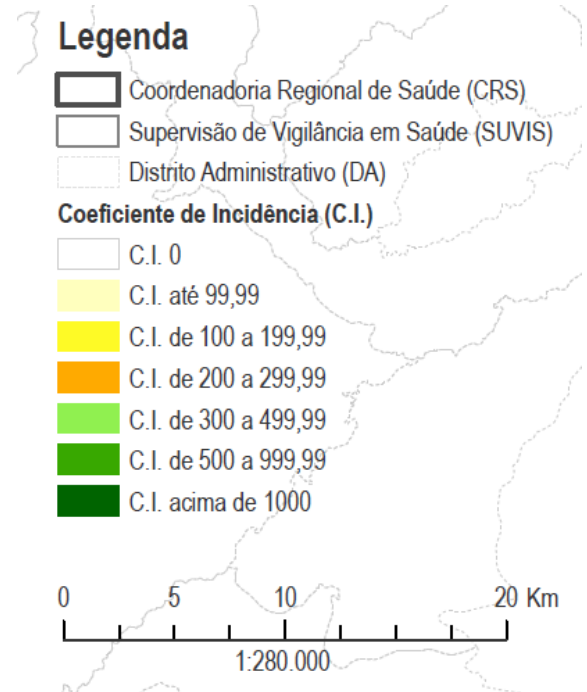 Legenda
Coordenadoria Regional de Saúde (CRS)
Supervisão de Vigilância em Saúde (SUVIS)
Distrito Administrativo (DA)
Coeficiente de Incidência (C.I.)
C.I. 0
C.I. até 99,99
C.I. de 100 a 199,99
C.I. de 200 a 299,99
C.I. de 300 a 499,99
C.I. de 500 a 999,99
C.I. acima de 1000
0 5 10 20 Km
1:280.000